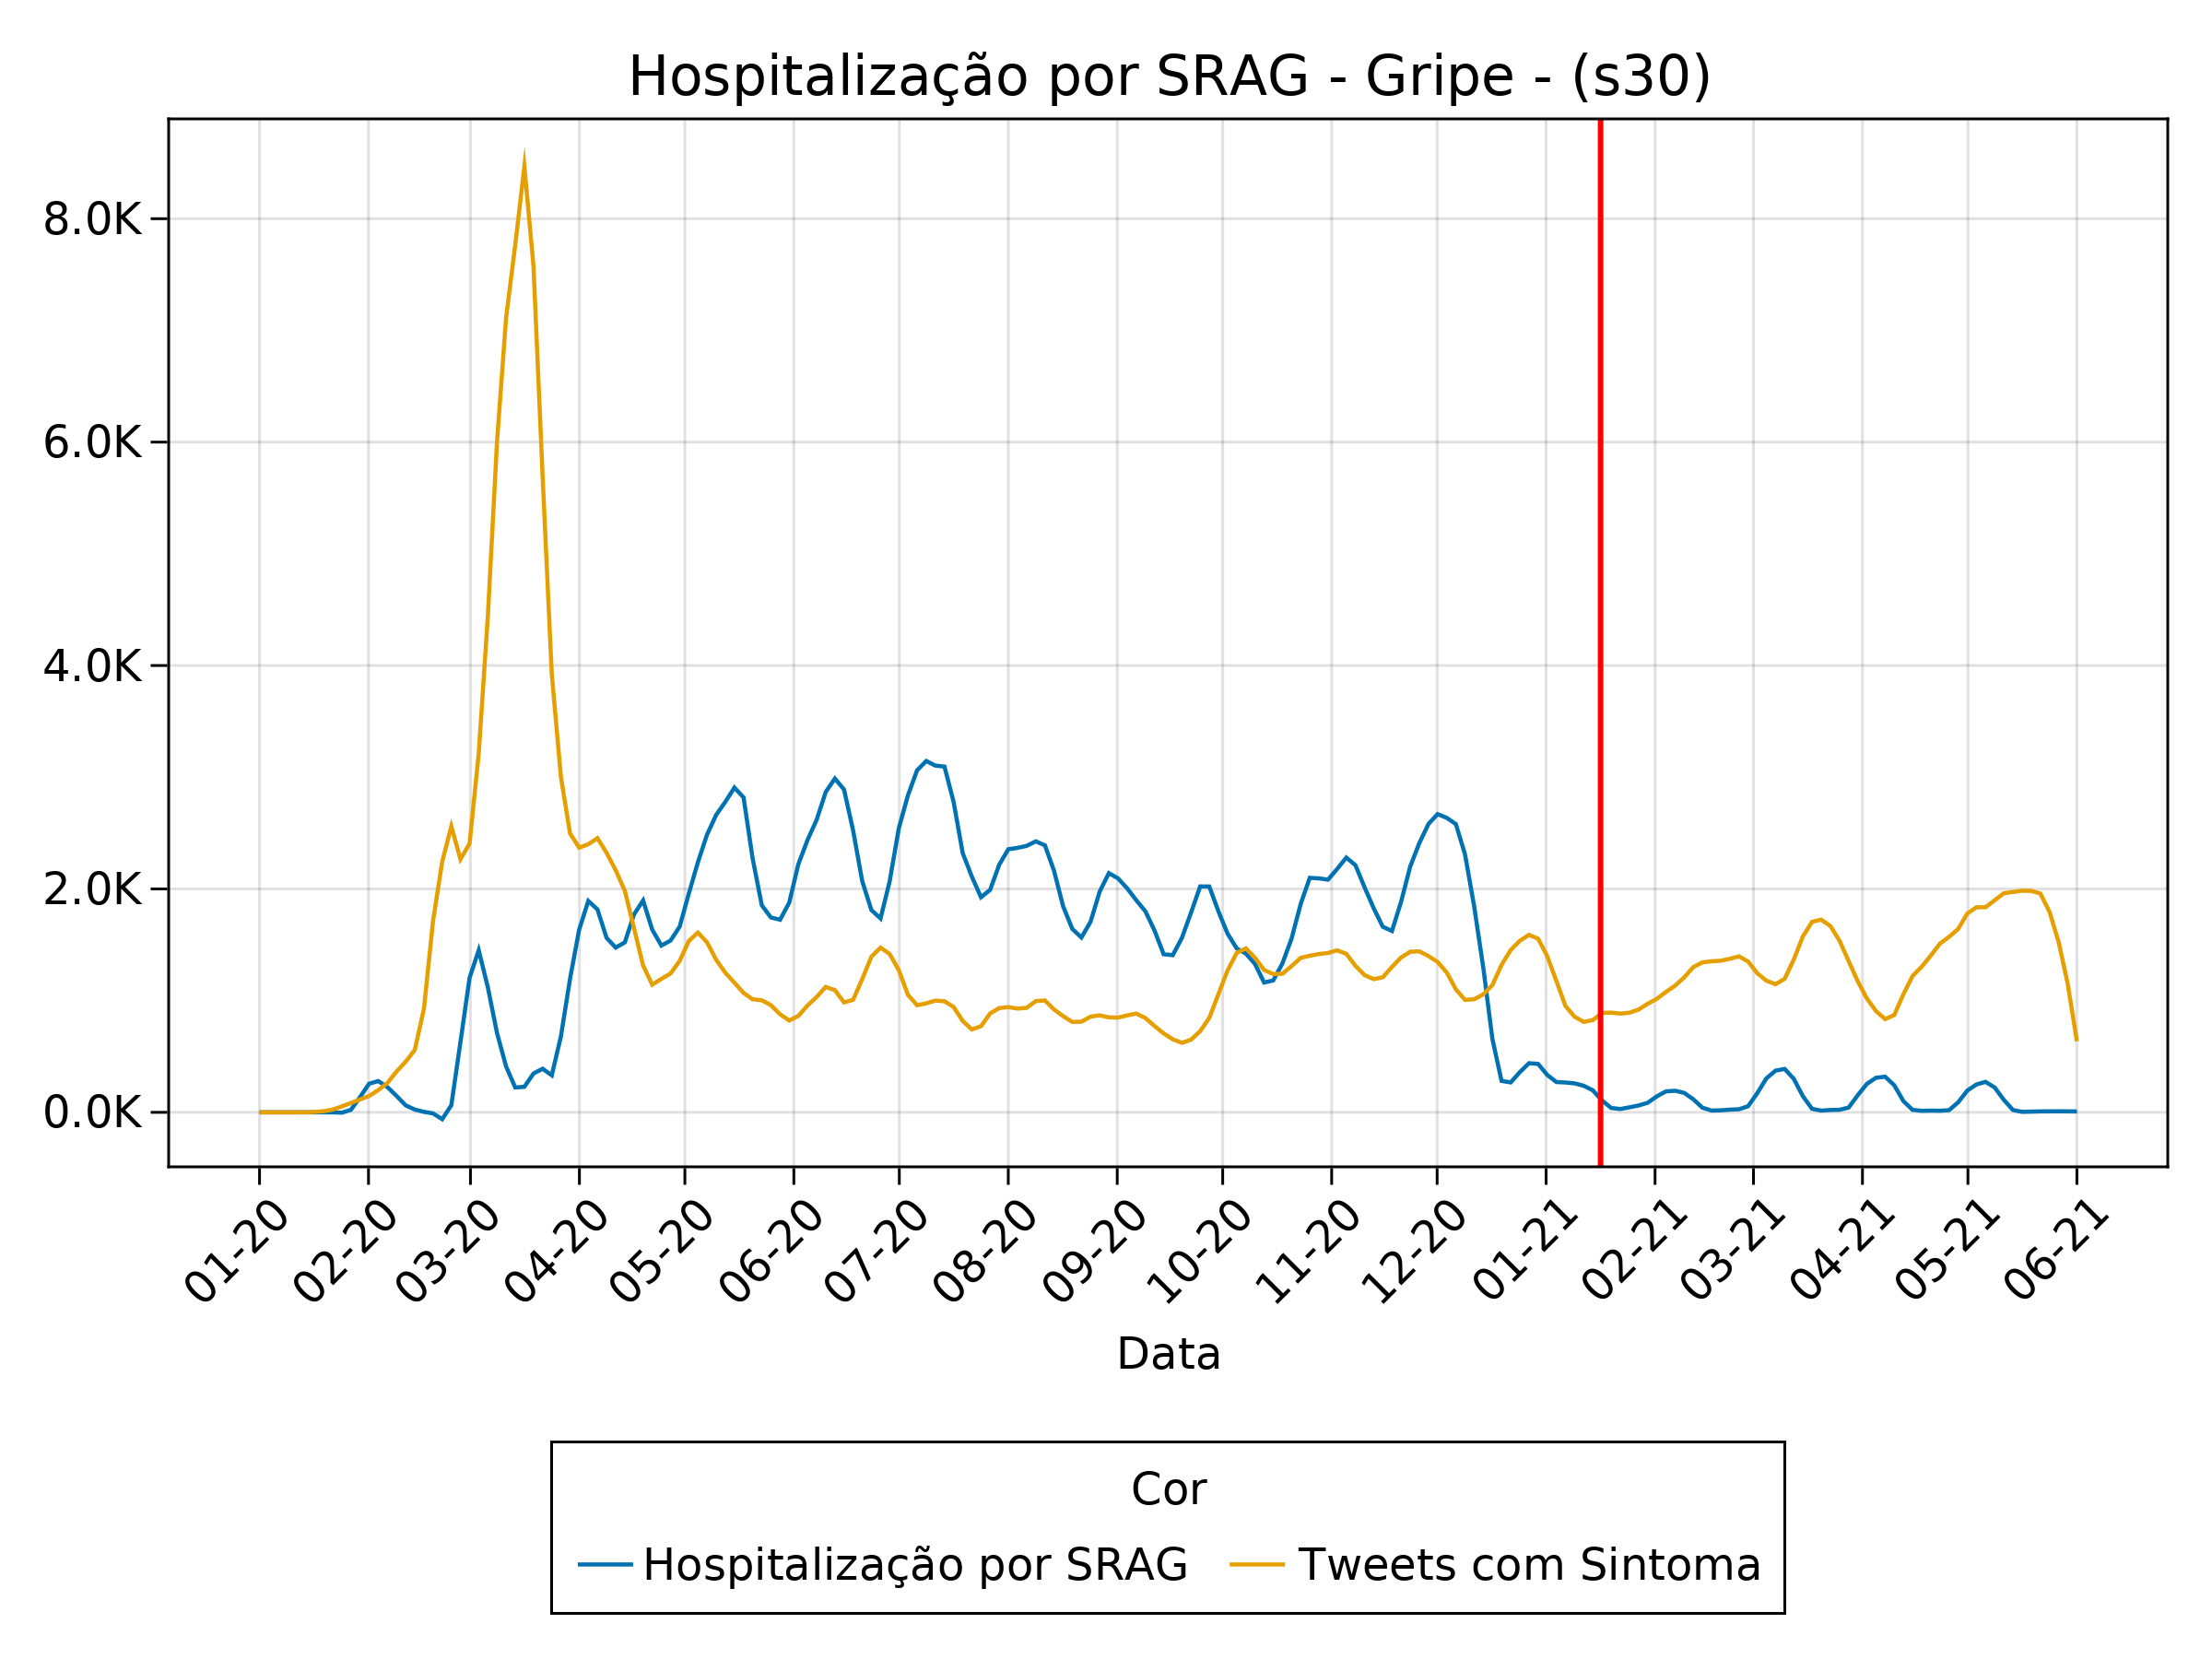 Hospitalização por SRAG - Gripe - (s30)
8.0K
6.0K
4.0K
2.0K
0.0K
01-20 02-20 03-20 04-20 05-20 06-20 07-20 08-20 09-20 10-20 11-20 12-20 01-21 02-21 03-21 04-21 05-21 06-21
Data
Cor
Hospitalização por SRAG Tweets com Sintoma